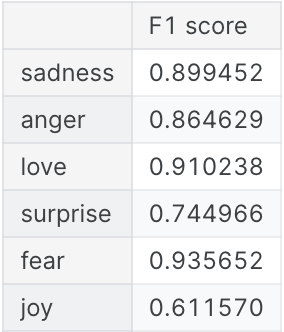 F1 score
sadness 0.899452
anger 0.864629
love 0.910238
surprise 0.744966
fear 0.935652
joy 0.611570